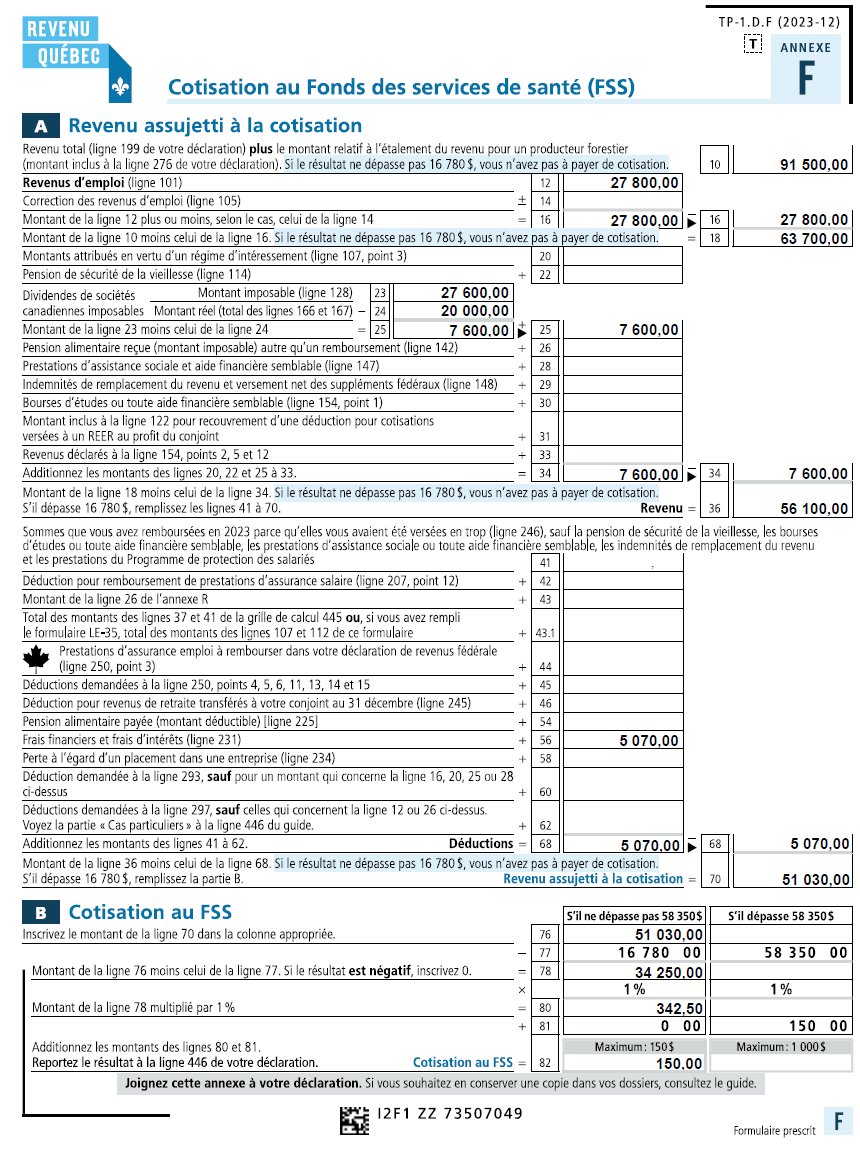 REVENU
QUÉBEC
TP-1.D.F (2023-12)
T
ANNEXE
F
Cotisation au Fonds des services de santé (FSS)
A Revenu assujetti à la cotisation
Revenu total (ligne 199 de votre déclaration) plus le montant relatif à l'étalement du revenu pour un producteur forestier
(montant inclus à la ligne 276 de votre déclaration). Si le résultat ne dépasse pas 16 780 $, vous n'avez pas à payer de cotisation. 10 91 500,00
Revenus d'emploi (ligne 101) 12 27 800,00
Correction des revenus d'emploi (ligne 105) ± 14
Montant de la ligne 12 plus ou moins, selon le cas, celui de la ligne 14 = 16 27 800,00 ► – 16 27 800,00
Montant de la ligne 10 moins celui de la ligne 16. Si le résultat ne dépasse pas 16 780 $, vous n'avez pas à payer de cotisation. = 18 63 700,00
Montants attribués en vertu d'un régime d'intéressement (ligne 107, point 3) 20
Pension de sécurité de la vieillesse (ligne 114) + 22
Dividendes de sociétés Montant imposable (ligne 128) 23 27 600,00
canadiennes imposables Montant réel (total des lignes 166 et 167) – 24 20 000,00
Montant de la ligne 23 moins celui de la ligne 24 = 25 7 600,00 ► + 25 7 600,00
Pension alimentaire reçue (montant imposable) autre qu'un remboursement (ligne 142) + 26
Prestations d'assistance sociale et aide financière semblable (ligne 147) + 28
Indemnités de remplacement du revenu et versement net des suppléments fédéraux (ligne 148) + 29
Bourses d'études ou toute aide financière semblable (ligne 154, point 1) + 30
Montant inclus à la ligne 122 pour recouvrement d'une déduction pour cotisations
versées à un REER au profit du conjoint + 31
Revenus déclarés à la ligne 154, points 2, 5 et 12 + 33
Additionnez les montants des lignes 20, 22 et 25 à 33. = 34 7 600,00 ► – 34 7 600,00
Montant de la ligne 18 moins celui de la ligne 34. Si le résultat ne dépasse pas 16 780 $, vous n'avez pas à payer de cotisation.
S'il dépasse 16 780 $, remplissez les lignes 41 à 70. Revenu = 36 56 100,00
Sommes que vous avez remboursées en 2023 parce qu'elles vous avaient été versées en trop (ligne 246), sauf la pension de sécurité de la vieillesse, les bourses
d'études ou toute aide financière semblable, les prestations d'assistance sociale ou toute aide financière semblable, les indemnités de remplacement du revenu
et les prestations du Programme de protection des salariés 41
Déduction pour remboursement de prestations d'assurance salaire (ligne 207, point 12) + 42
Montant de la ligne 26 de l'annexe R + 43
Total des montants des lignes 37 et 41 de la grille de calcul 445 ou, si vous avez rempli
le formulaire LE-35, total des montants des lignes 107 et 112 de ce formulaire + 43.1
Prestations d'assurance emploi à rembourser dans votre déclaration de revenus fédérale
(ligne 250, point 3) + 44
Déductions demandées à la ligne 250, points 4, 5, 6, 11, 13, 14 et 15 + 45
Déduction pour revenus de retraite transférés à votre conjoint au 31 décembre (ligne 245) + 46
Pension alimentaire payée (montant déductible) [ligne 225] + 54
Frais financiers et frais d'intérêts (ligne 231) + 56 5 070,00
Perte à l'égard d'un placement dans une entreprise (ligne 234) + 58
Déduction demandée à la ligne 293, sauf pour un montant qui concerne la ligne 16, 20, 25 ou 28
ci-dessus + 60
Déductions demandées à la ligne 297, sauf celles qui concernent la ligne 12 ou 26 ci-dessus.
Voyez la partie « Cas particuliers » à la ligne 446 du guide. + 62
Additionnez les montants des lignes 41 à 62. Déductions = 68 5 070,00 ► – 68 5 070,00
Montant de la ligne 36 moins celui de la ligne 68. Si le résultat ne dépasse pas 16 780 $, vous n'avez pas à payer de cotisation.
S'il dépasse 16 780 $, remplissez la partie B. Revenu assujetti à la cotisation = 70 51 030,00
B Cotisation au FSS
S'il ne dépasse pas 58 350 $ S'il dépasse 58 350 $
Inscrivez le montant de la ligne 70 dans la colonne appropriée. 76 51 030,00
– 77 16 780 00 58 350 00
Montant de la ligne 76 moins celui de la ligne 77. Si le résultat est négatif, inscrivez 0. = 78 34 250,00
× 1 % 1 %
Montant de la ligne 78 multiplié par 1 % = 80 342,50
+ 81 0 00 150 00
Additionnez les montants des lignes 80 et 81. Maximum : 150 $ Maximum : 1 000 $
Reportez le résultat à la ligne 446 de votre déclaration. Cotisation au FSS = 82 150,00
Joignez cette annexe à votre déclaration. Si vous souhaitez en conserver une copie dans vos dossiers, consultez le guide.
I2F1 ZZ 73507049
Formulaire prescrit F